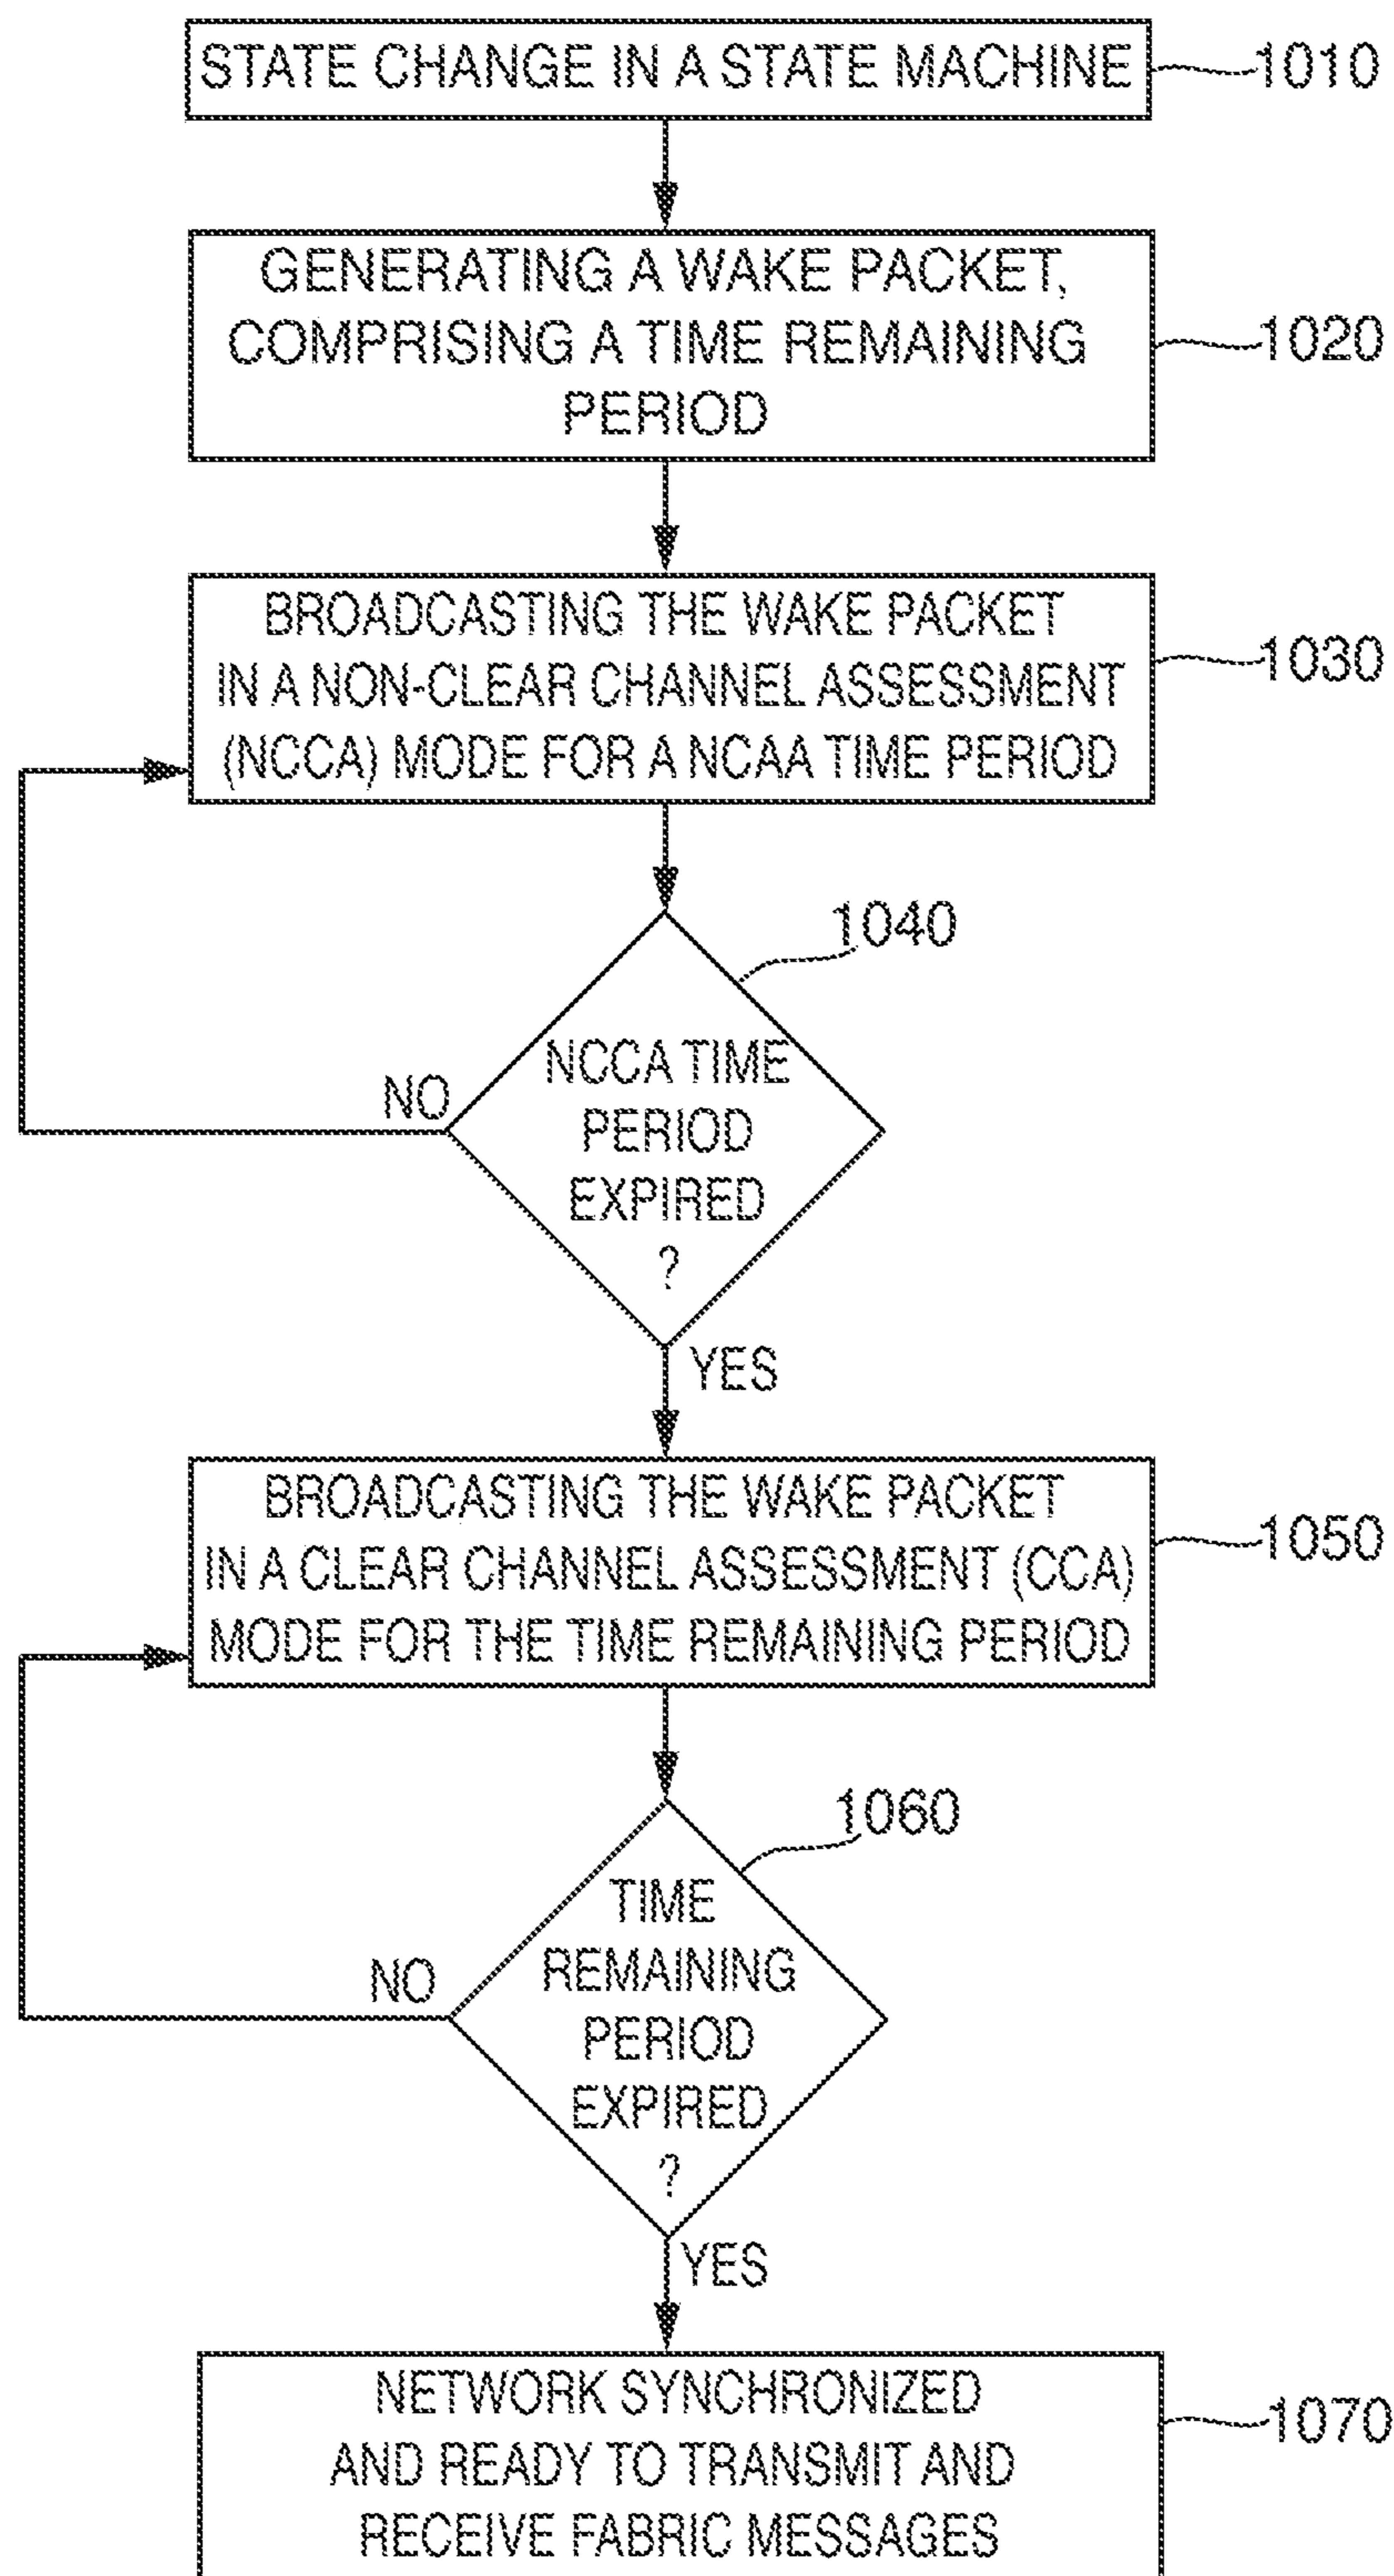 STATE CHANGE IN A STATE MACHINE
1010
GENERATING A WAKE PACKET,
COMPRISING A TIME REMAINING
PERIOD
1020
BROADCASTING THE WAKE PACKET
IN A NON-CLEAR CHANNEL ASSESSMENT
(NCCA) MODE FOR A NCAA TIME PERIOD
1030
1040
NCCA TIME
PERIOD
EXPIRED
?
NO
YES
BROADCASTING THE WAKE PACKET
IN A CLEAR CHANNEL ASSESSMENT (CCA)
MODE FOR THE TIME REMAINING PERIOD
1050
1060
TIME
REMAINING
PERIOD
EXPIRED
?
NO
YES
NETWORK SYNCHRONIZED
AND READY TO TRANSMIT AND
RECEIVE FABRIC MESSAGES
1070